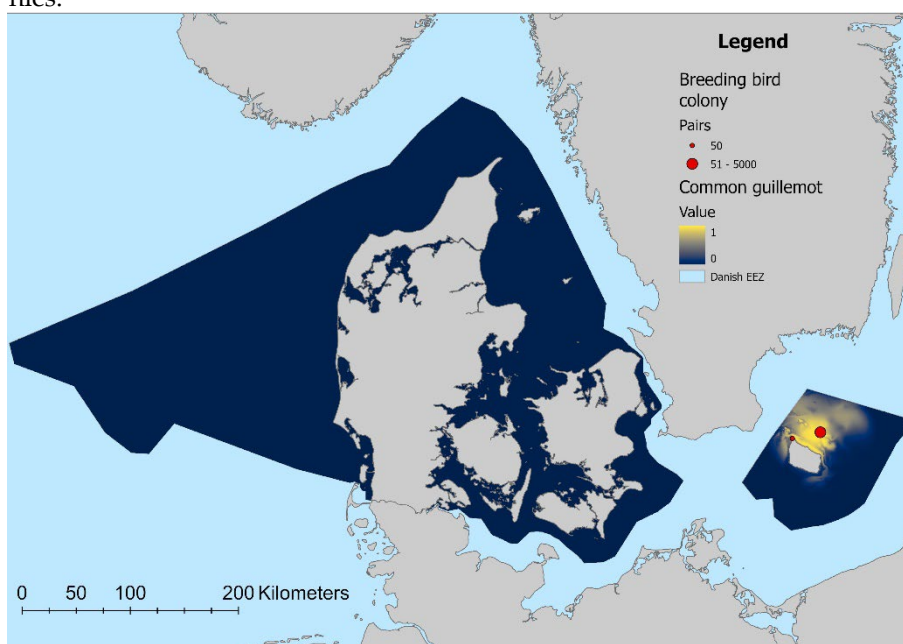 Legend
Breeding bird
colony
Pairs
50
51 - 5000
Common guillemot
Value
1
0
Danish EEZ
0 50 100 200 Kilometers